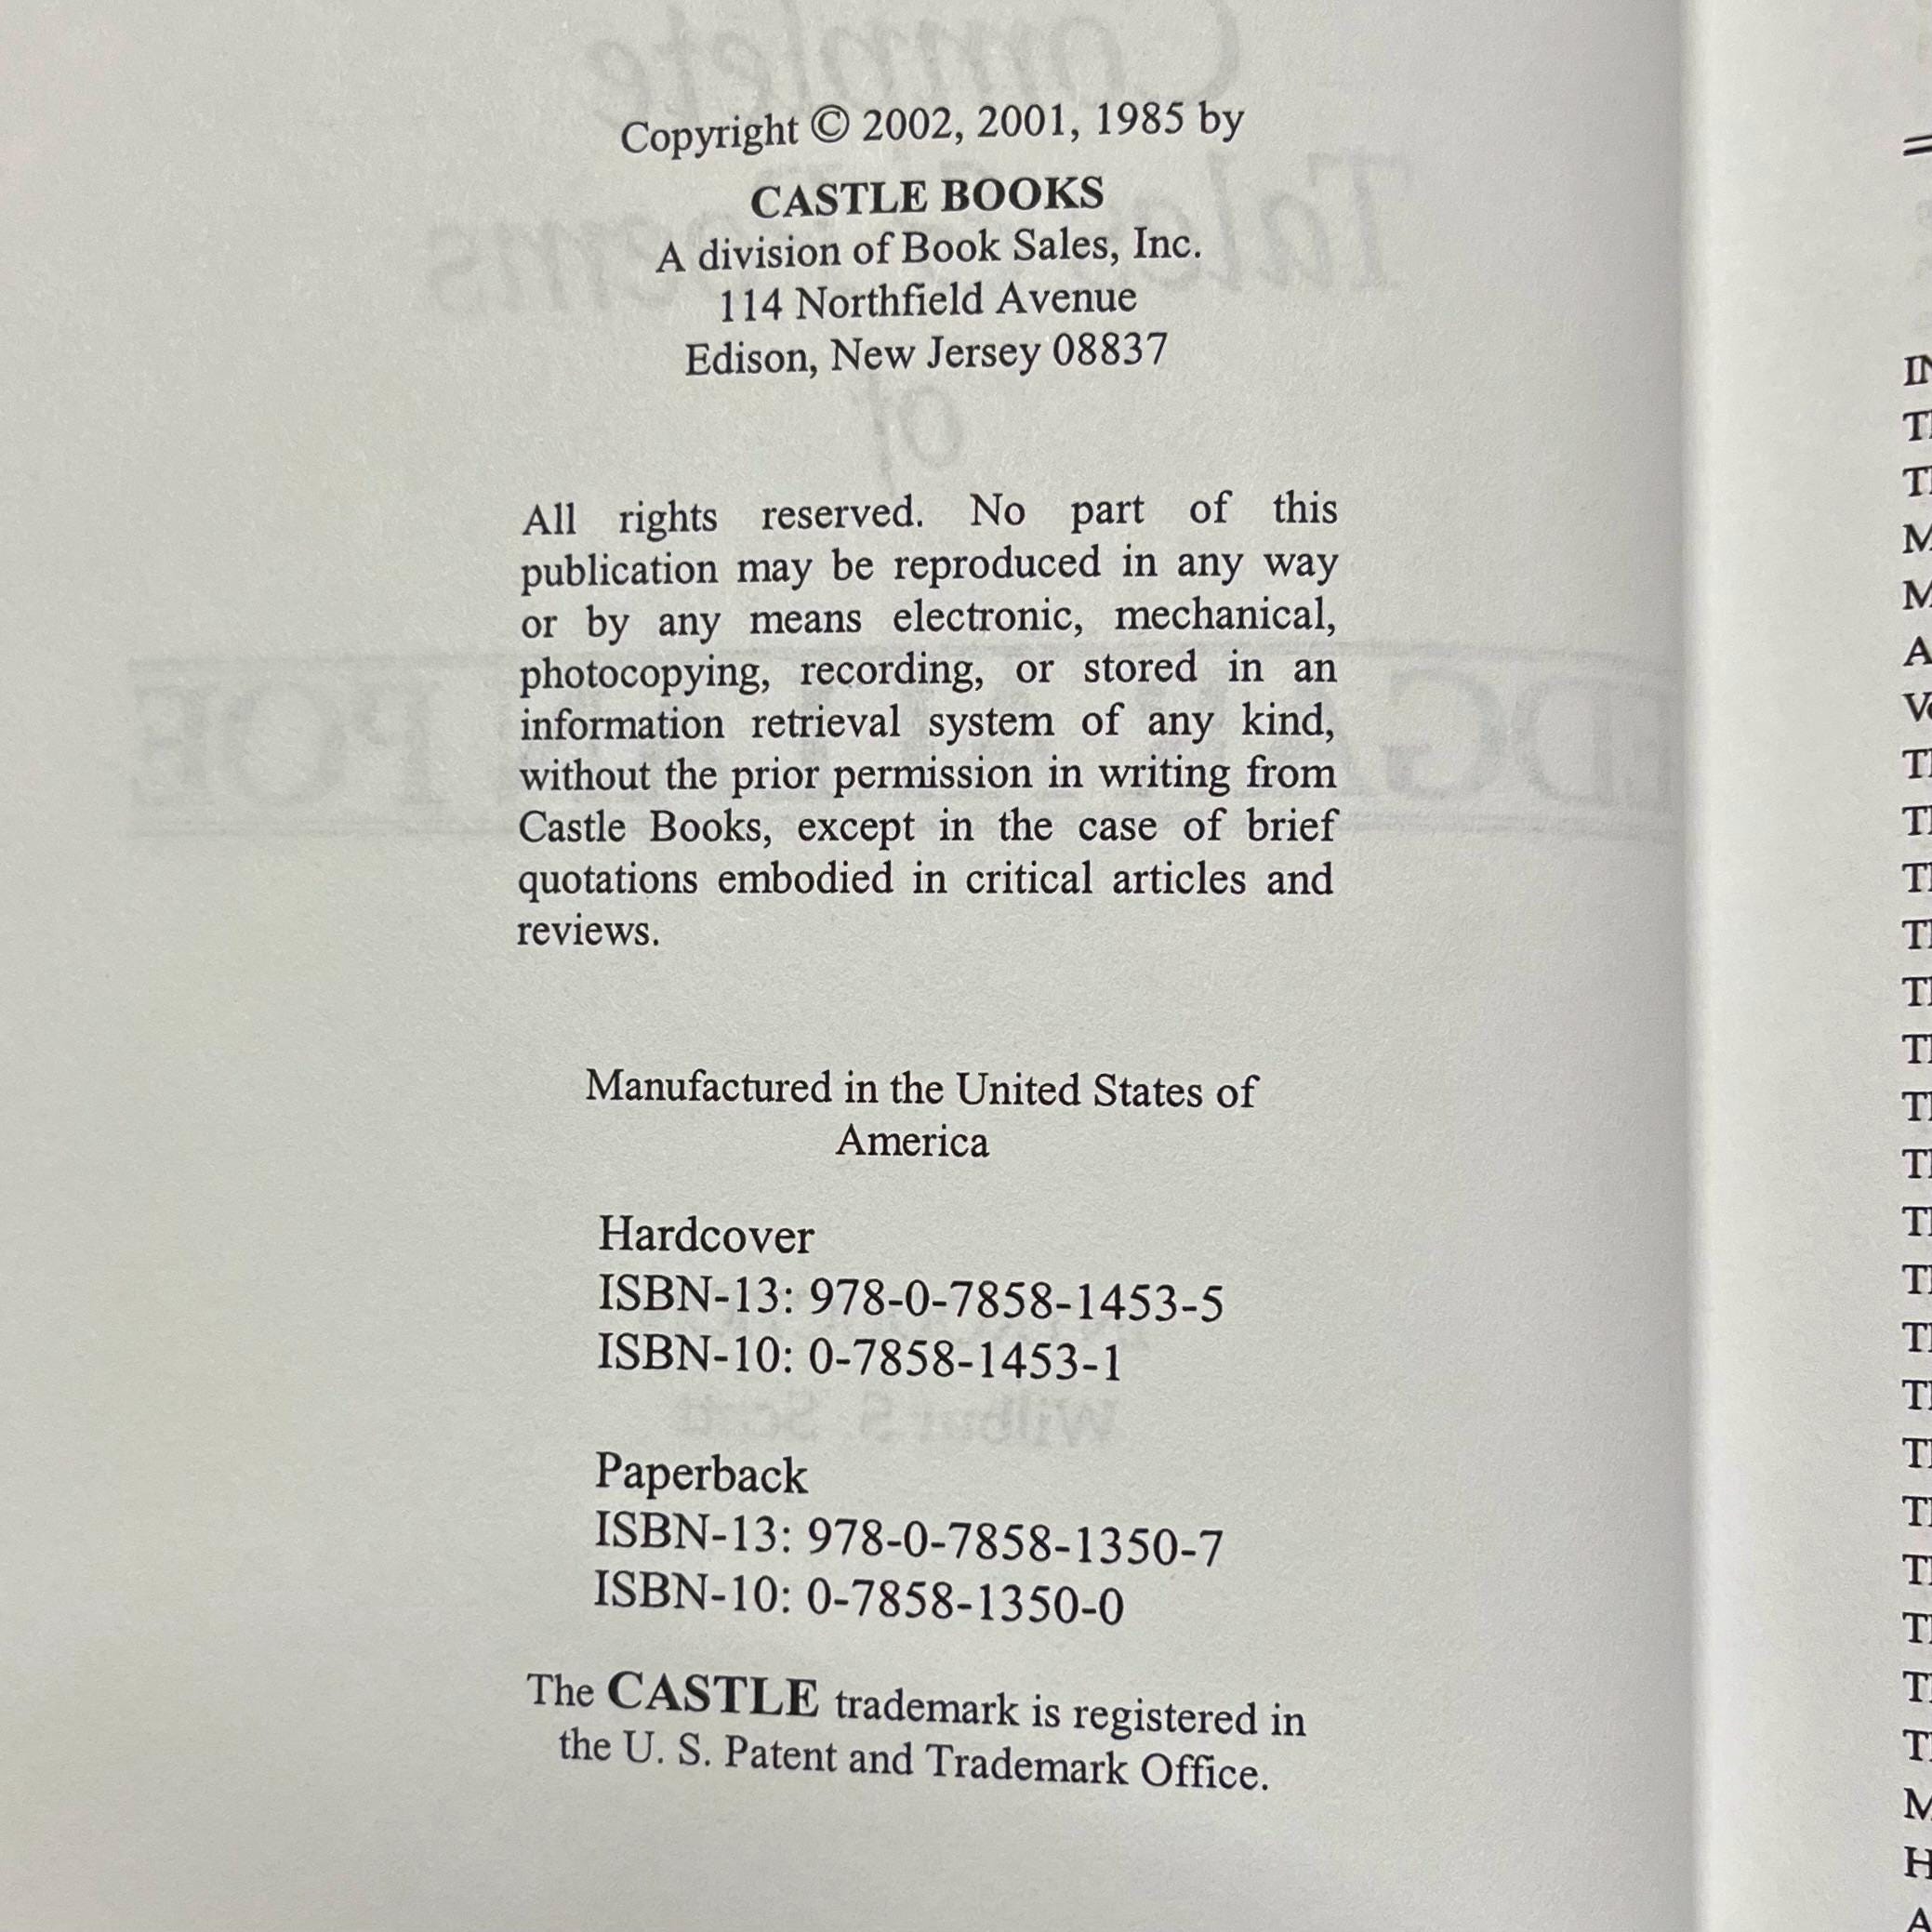 Copyright © 2002, 2001, 1985 by
CASTLE BOOKS
A division of Book Sales, Inc.
114 Northfield Avenue
Edison, New Jersey 08837
All rights reserved. No part of this
publication may be reproduced in any way
or by any means electronic, mechanical,
photocopying, recording, or stored in an
information retrieval system of any kind,
without the prior permission in writing from
Castle Books, except in the case of brief
quotations embodied in critical articles and
reviews.
Manufactured in the United States of
America
Hardcover
ISBN-13: 978-0-7858-1453-5
ISBN-10: 0-7858-1453-1
Paperback
ISBN-13: 978-0-7858-1350-7
ISBN-10: 0-7858-1350-0
The CASTLE trademark is registered in
the U. S. Patent and Trademark Office.